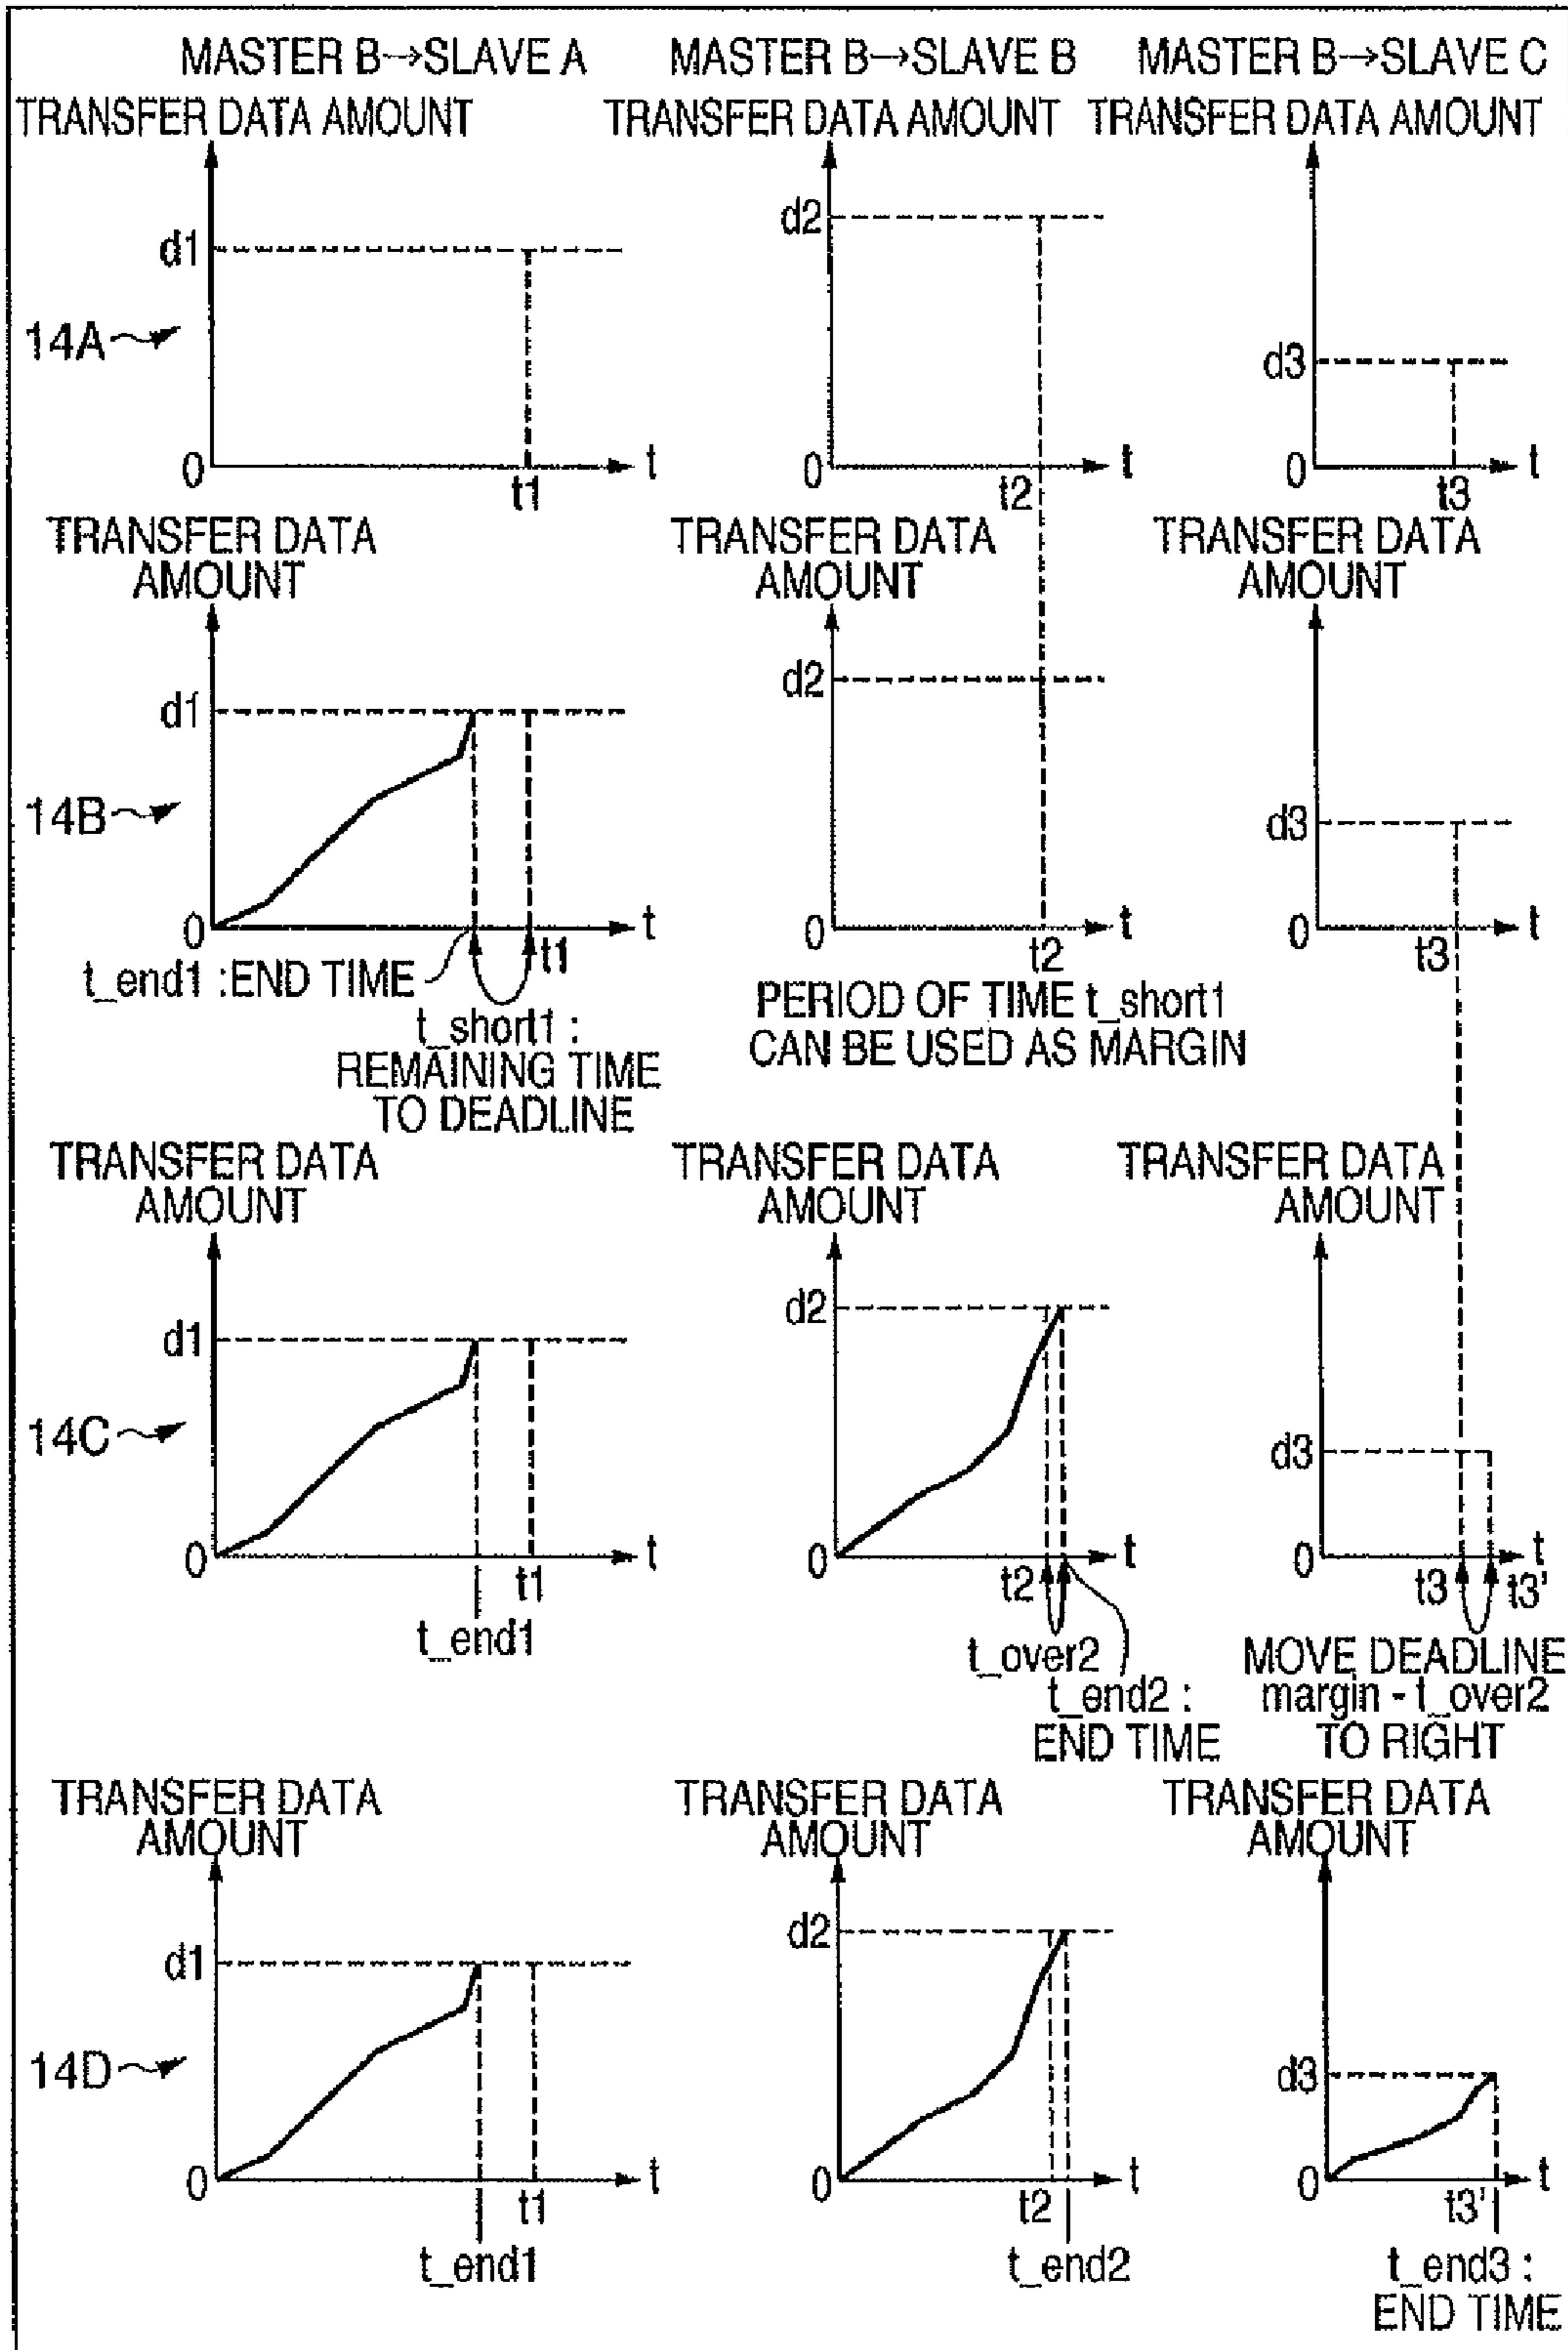 MASTER B→SLAVE A
MASTER B→SLAVE B
MASTER B→SLAVE C
TRANSFER DATA AMOUNT
TRANSFER DATA AMOUNT
TRANSFER DATA AMOUNT
14A
d1
0
t1
t
d2
0
t2
t
d3
0
t3
t
14B
TRANSFER DATA
AMOUNT
d1
0
t1
t
t_end1 :END TIME
t_short1 :
REMAINING TIME
TO DEADLINE
TRANSFER DATA
AMOUNT
d2
0
t2
t
PERIOD OF TIME t_short1
CAN BE USED AS MARGIN
TRANSFER DATA
AMOUNT
d3
0
t3
t
14C
TRANSFER DATA
AMOUNT
d1
0
t1
t
t_end1
TRANSFER DATA
AMOUNT
d2
0
t2
t
t_over2
t_end2 :
END TIME
TRANSFER DATA
AMOUNT
d3
0
t3
t3'
t
MOVE DEADLINE
margin - t_over2
TO RIGHT
14D
TRANSFER DATA
AMOUNT
d1
0
t1
t
t_end1
TRANSFER DATA
AMOUNT
d2
0
t2
t
t_end2
TRANSFER DATA
AMOUNT
d3
0
t3'
t
t_end3 :
END TIME